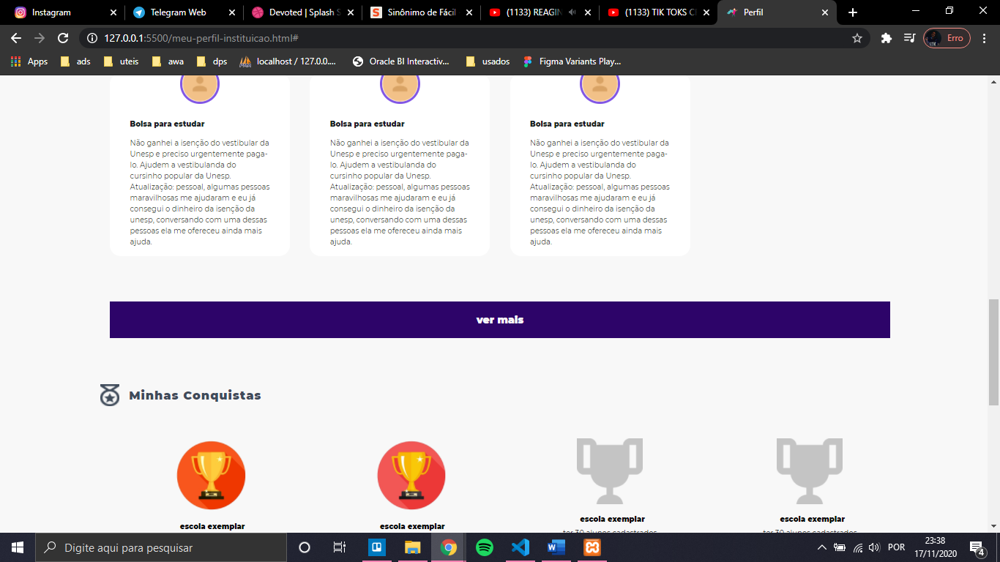 Instagram
Telegram Web
Devoted | Splash S
Sinônimo de Fácil
(1133) REAGIN
(1133) TIK TOKS C
Perfil
127.0.0.1:5500/meu-perfil-instituicao.html#
Erro
Apps
ads
uteis
awa
dps
localhost / 127.0.0....
Oracle BI Interactiv...
usados
Figma Variants Play...
Bolsa para estudar
Não ganhei a isenção do vestibular da
Unesp e preciso urgentemente paga-
lo. Ajudem a vestibulanda do
cursinho popular da Unesp.
Atualização: pessoal, algumas pessoas
maravilhosas me ajudaram e eu já
consegui o dinheiro da isenção da
unesp, conversando com uma dessas
pessoas ela me ofereceu ainda mais
ajuda.
Bolsa para estudar
Não ganhei a isenção do vestibular da
Unesp e preciso urgentemente paga-
lo. Ajudem a vestibulanda do
cursinho popular da Unesp.
Atualização: pessoal, algumas pessoas
maravilhosas me ajudaram e eu já
consegui o dinheiro da isenção da
unesp, conversando com uma dessas
pessoas ela me ofereceu ainda mais
ajuda.
Bolsa para estudar
Não ganhei a isenção do vestibular da
Unesp e preciso urgentemente paga-
lo. Ajudem a vestibulanda do
cursinho popular da Unesp.
Atualização: pessoal, algumas pessoas
maravilhosas me ajudaram e eu já
consegui o dinheiro da isenção da
unesp, conversando com uma dessas
pessoas ela me ofereceu ainda mais
ajuda.
ver mais
Minhas Conquistas
escola exemplar
escola exemplar
escola exemplar
ter 30 alunos cadastrados
escola exemplar
ter 30 alunos cadastrados
Digite aqui para pesquisar
POR
23:38
17/11/2020
4